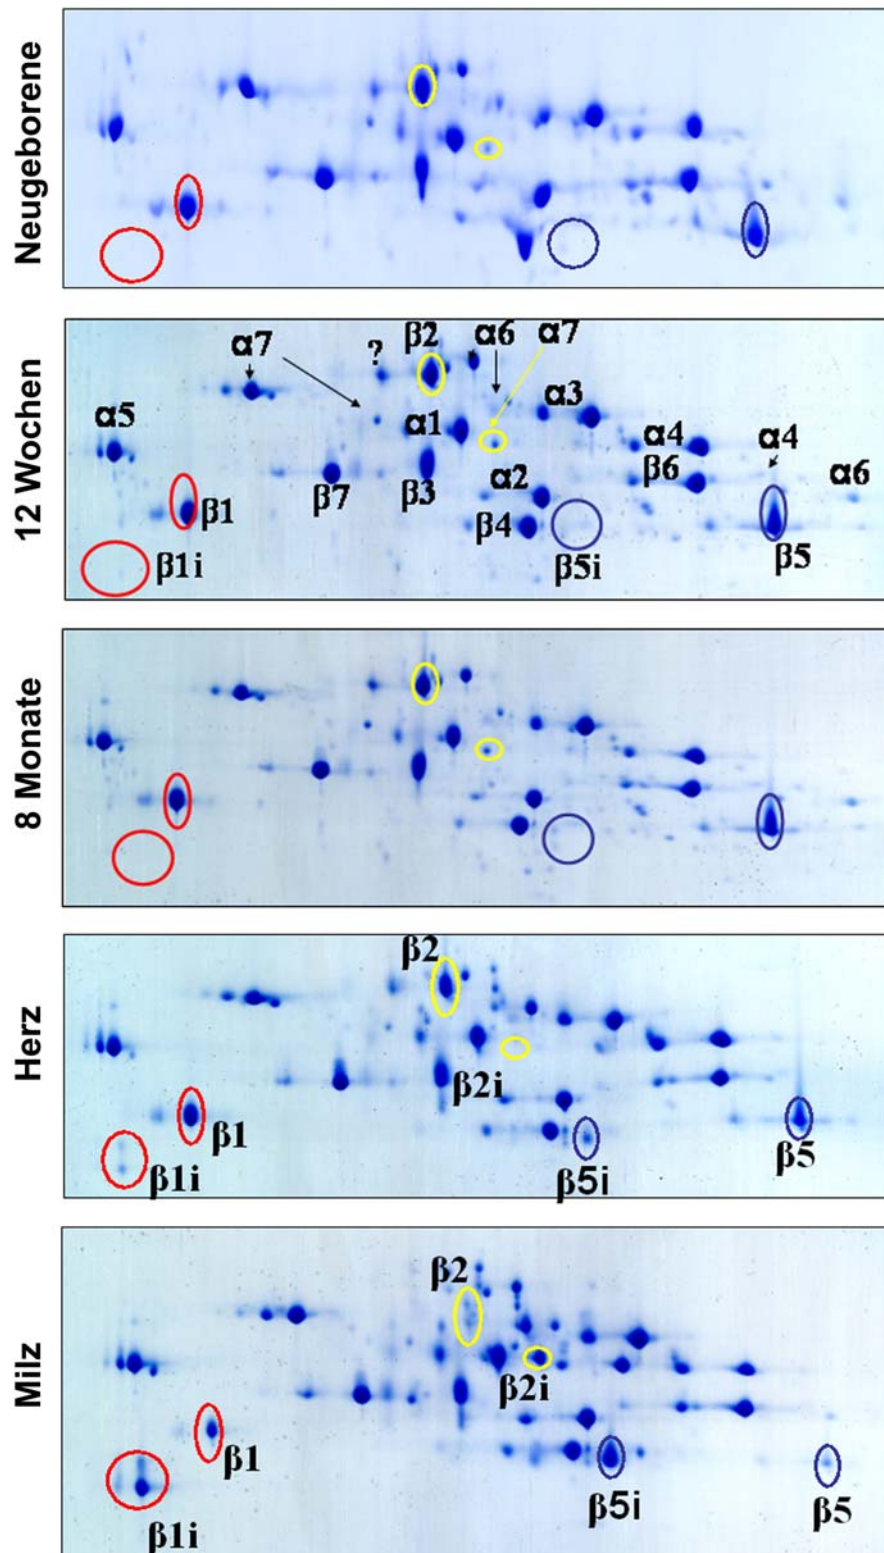 Neugeborene
12 Wochen
α7
?
β2
α6
α7
α5
α1
α3
α4
α4
β1
β7
β3
α2
β6
α6
β4
β1i
β5i
β5
8 Monate
Herz
β2
β2i
β1
β1i
β5i
β5
Milz
β2
β2i
β1
β5i
β5
β1i